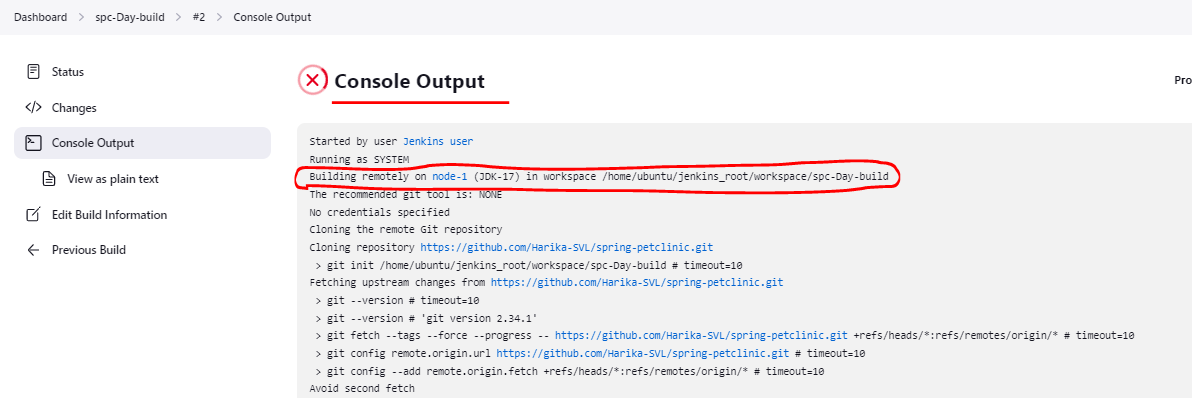 Dashboard > spc-Day-build > #2 > Console Output
Status
Changes
Console Output
View as plain text
Edit Build Information
Previous Build
Console Output
Pro
Started by user Jenkins user
Running as SYSTEM
Building remotely on node-1 (JDK-17) in workspace /home/ubuntu/jenkins_root/workspace/spc-Day-build
The recommended git tool is: NONE
No credentials specified
Cloning the remote Git repository
Cloning repository https://github.com/Harika-SVL/spring-petclinic.git
> git init /home/ubuntu/jenkins_root/workspace/spc-Day-build # timeout=10
Fetching upstream changes from https://github.com/Harika-SVL/spring-petclinic.git
> git --version # timeout=10
> git --version # 'git version 2.34.1'
> git fetch --tags --force --progress -- https://github.com/Harika-SVL/spring-petclinic.git +refs/heads/*:refs/remotes/origin/* # timeout=10
> git config remote.origin.url https://github.com/Harika-SVL/spring-petclinic.git # timeout=10
> git config --add remote.origin.fetch +refs/heads/*:refs/remotes/origin/* # timeout=10
Avoid second fetch